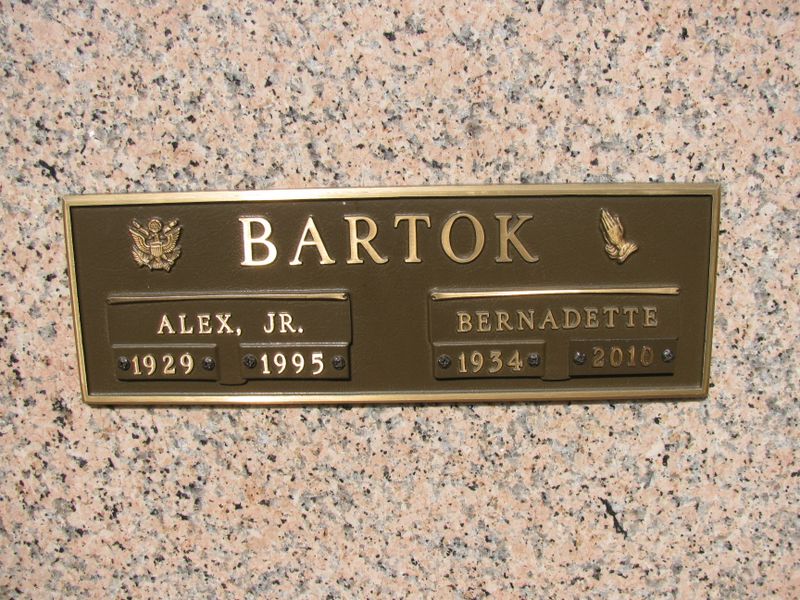 BARTOK
ALEX, JR.
1929 1995
BERNADETTE
1934 2010